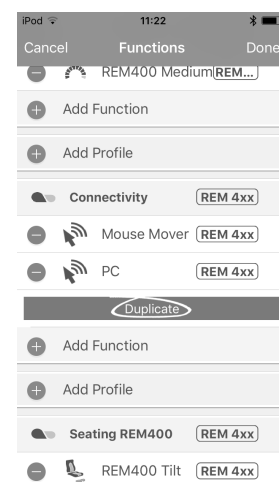 iPod 11:22
Cancel Functions Done
REM400 Medium REM...
Add Function
Add Profile
Connectivity REM 4xx
Mouse Mover REM 4xx
PC REM 4xx
Duplicate
Add Function
Add Profile
Seating REM400 REM 4xx
REM400 Tilt REM 4xx